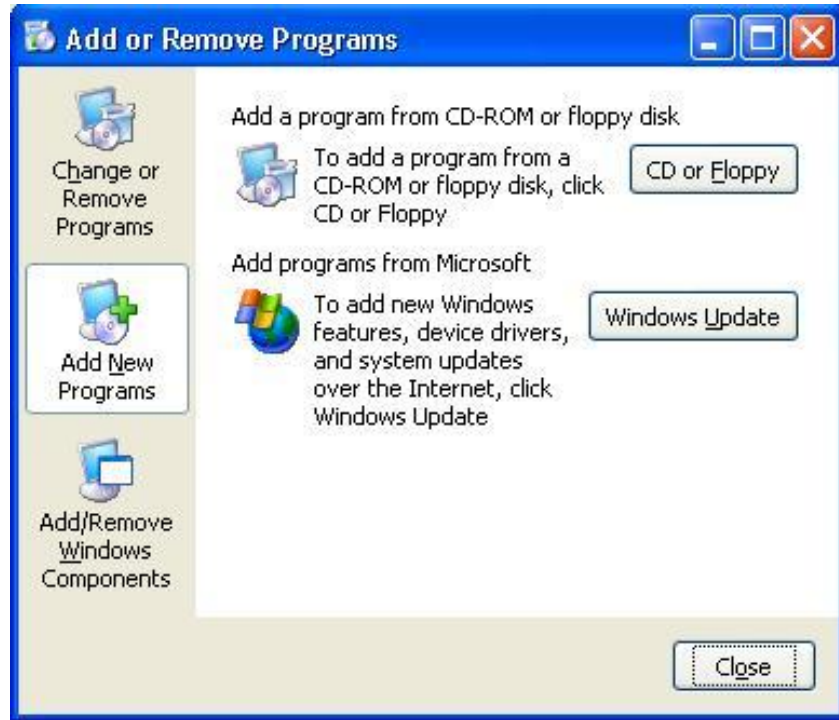 Add or Remove Programs
Change or
Remove
Programs
Add New
Programs
Add/Remove
Windows
Components
Add a program from CD-ROM or floppy disk
To add a program from a
CD-ROM or floppy disk, click
CD or Floppy
CD or Floppy
Add programs from Microsoft
To add new Windows
features, device drivers,
and system updates
over the Internet, click
Windows Update
Windows Update
Close